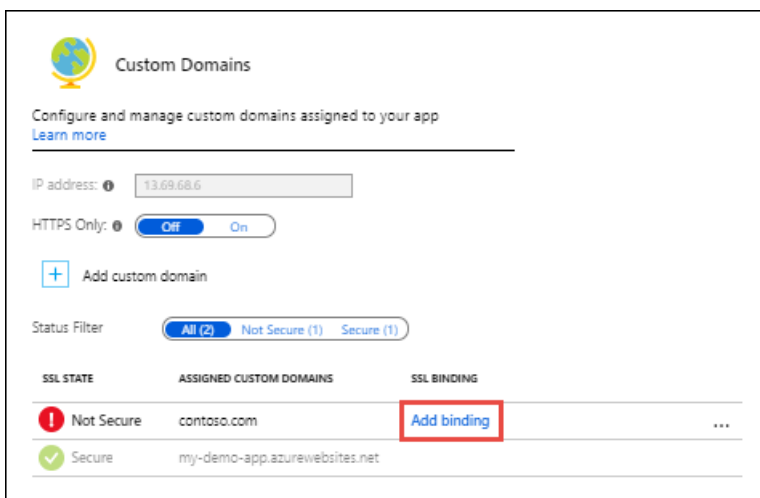 Custom Domains
Configure and manage custom domains assigned to your app
Learn more
IP address: 13.69.68.6
HTTPS Only: Off On
Add custom domain
Status Filter All (2) Not Secure (1) Secure (1)
SSL STATE ASSIGNED CUSTOM DOMAINS SSL BINDING
Not Secure contoso.com Add binding ...
Secure my-demo-app.azurewebsites.net